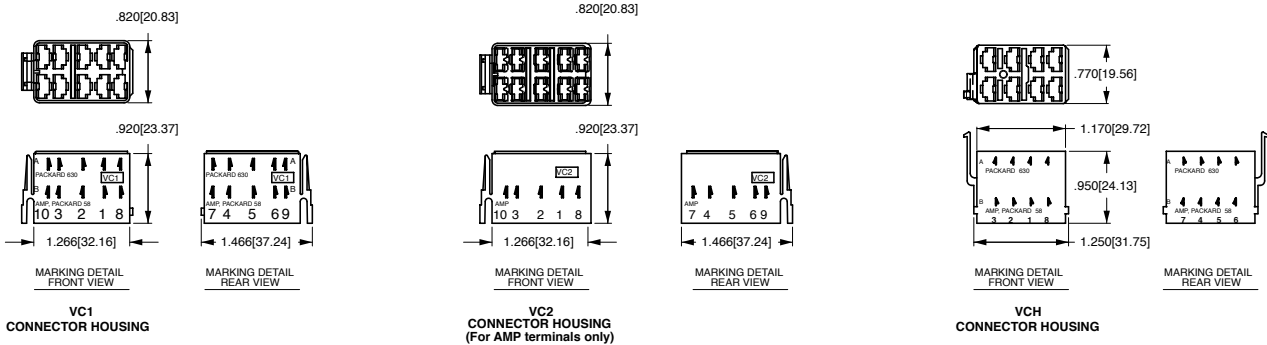 .820[20.83]
.920[23.37]
A
PACKARD 630
VC1
B
AMP, PACKARD 58
10 3 2 1 8
1.266[32.16]
MARKING DETAIL
FRONT VIEW
A
PACKARD 630
VC1
B
AMP, PACKARD 58
7 4 5 6 9
1.466[37.24]
MARKING DETAIL
REAR VIEW
VC1
CONNECTOR HOUSING
.820[20.83]
.920[23.37]
VC2
AMP
10 3 2 1 8
1.266[32.16]
MARKING DETAIL
FRONT VIEW
VC2
AMP
7 4 5 6 9
1.466[37.24]
MARKING DETAIL
REAR VIEW
VC2
CONNECTOR HOUSING
(For AMP terminals only)
.770[19.56]
1.170[29.72]
A
PACKARD 630
.950[24.13]
B
AMP, PACKARD 58
3 2 1 8
1.250[31.75]
MARKING DETAIL
FRONT VIEW
A
PACKARD 630
B
AMP, PACKARD 58
7 4 5 6
MARKING DETAIL
REAR VIEW
VCH
CONNECTOR HOUSING